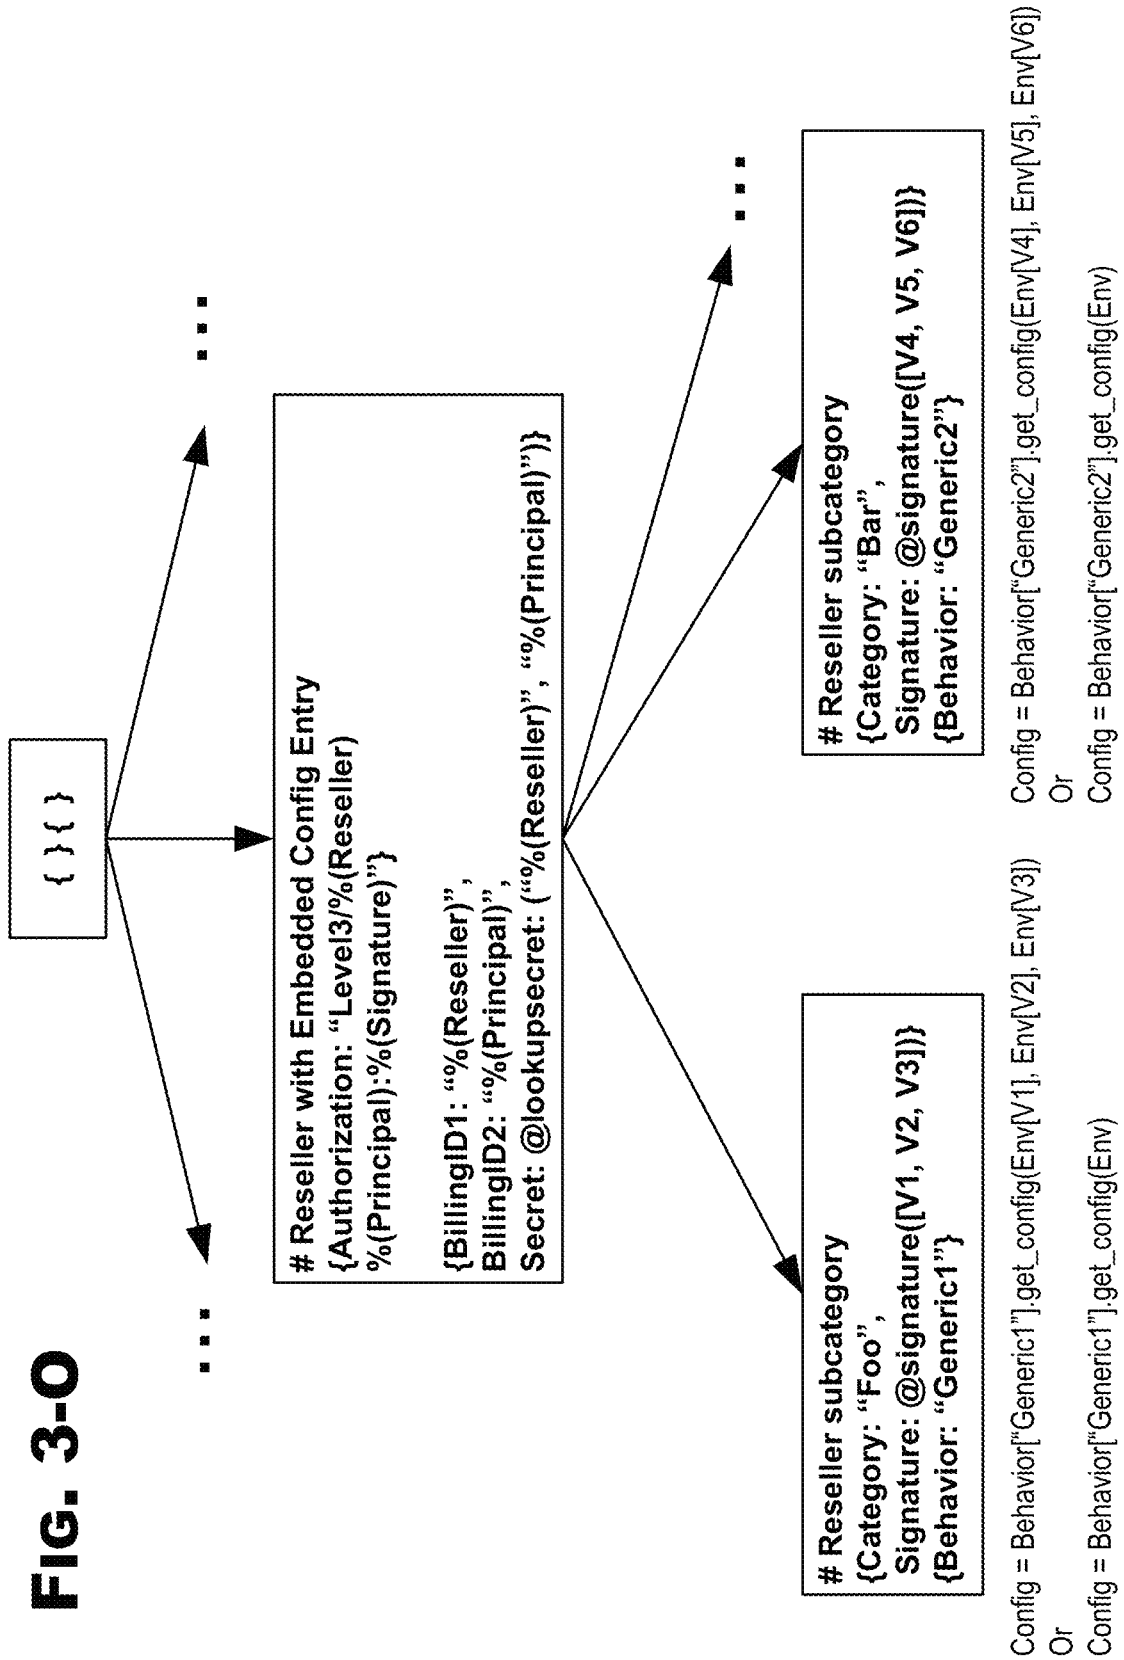 FIG. 3-O
{ } { }
...
...
# Reseller with Embedded Config Entry
{Authorization: “Level3/%(Reseller)
%(Principal):%(Signature)”}
{BillingID1: “%(Reseller)”,
BillingID2: “%(Principal)”,
Secret: @lookupsecret: (“%(Reseller)”, “%(Principal)”)}
...
# Reseller subcategory
{Category: “Foo”,
Signature: @signature([V1, V2, V3])}
{Behavior: “Generic1”}
# Reseller subcategory
{Category: “Bar”,
Signature: @signature([V4, V5, V6])}
{Behavior: “Generic2”}
Config = Behavior[“Generic1”].get_config(Env[V1], Env[V2], Env[V3])
Or
Config = Behavior[“Generic1”].get_config(Env)
Config = Behavior[“Generic2”].get_config(Env[V4], Env[V5], Env[V6])
Or
Config = Behavior[“Generic2”].get_config(Env)